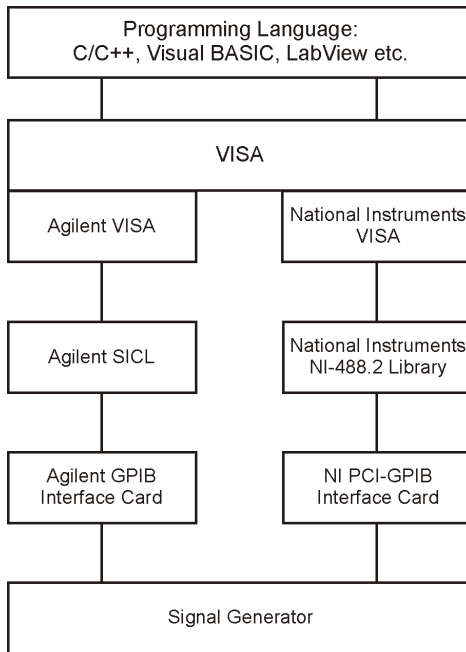 Programming Language:
C/C++, Visual BASIC, LabView etc.
VISA
Agilent VISA
National Instruments
VISA
Agilent SICL
National Instruments
NI-488.2 Library
Agilent GPIB
Interface Card
NI PCI-GPIB
Interface Card
Signal Generator